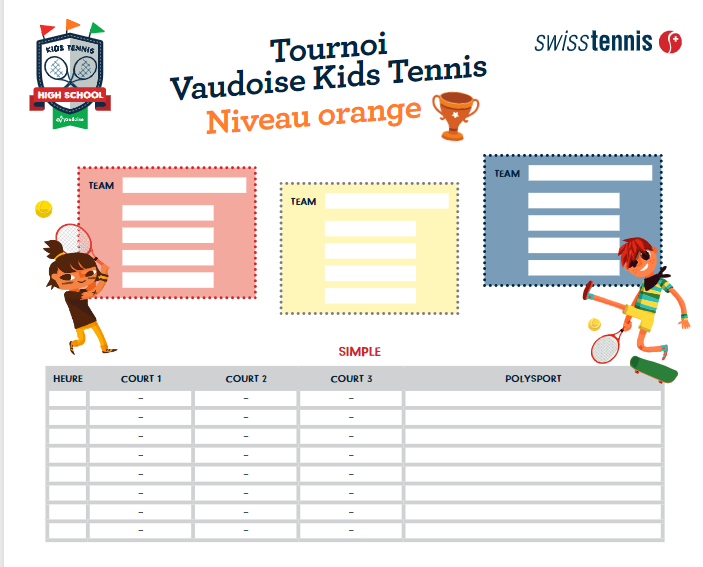 KIDS TENNIS
HIGH SCHOOL
vaudoise
Tournoi
Vaudoise Kids Tennis
Niveau orange
swisstennis
TEAM
TEAM
TEAM
SIMPLE
HEURE COURT 1 COURT 2 COURT 3 POLYSPORT
- - -
- - -
- - -
- - -
- - -
- - -
- - -
- - -